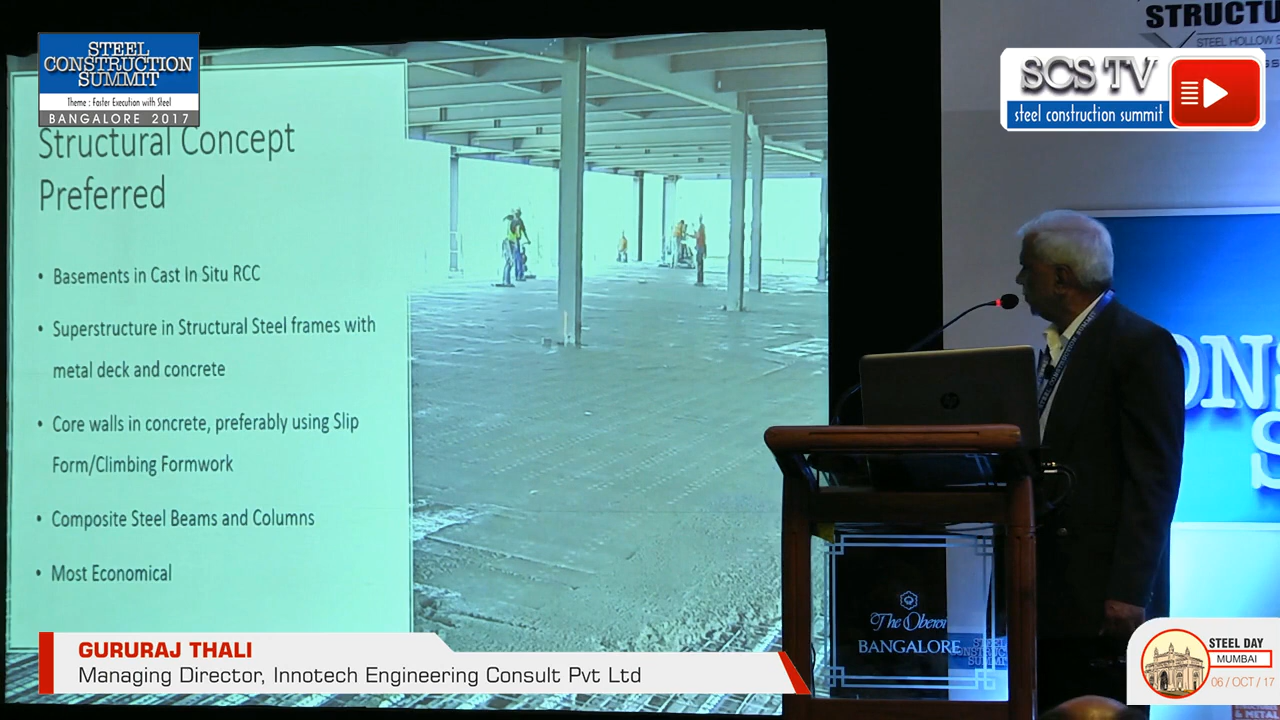 STEEL
CONSTRUCTION
SUMMIT
Theme : Faster Execution with Steel
BANGALORE 2017
Structural Concept
Preferred
• Basements in Cast In Situ RCC
• Superstructure in Structural Steel frames with
metal deck and concrete
• Core walls in concrete, preferably using Slip
Form/Climbing Formwork
• Composite Steel Beams and Columns
• Most Economical
STRUCTU
STEEL HOLLOW S
SCS TV
steel construction summit
ON
S
hp
The Oberoi
BANGALORE
GURURAJ THALI
Managing Director, Innotech Engineering Consult Pvt Ltd
STEEL DAY
MUMBAI
06 / OCT / 17
& METAL